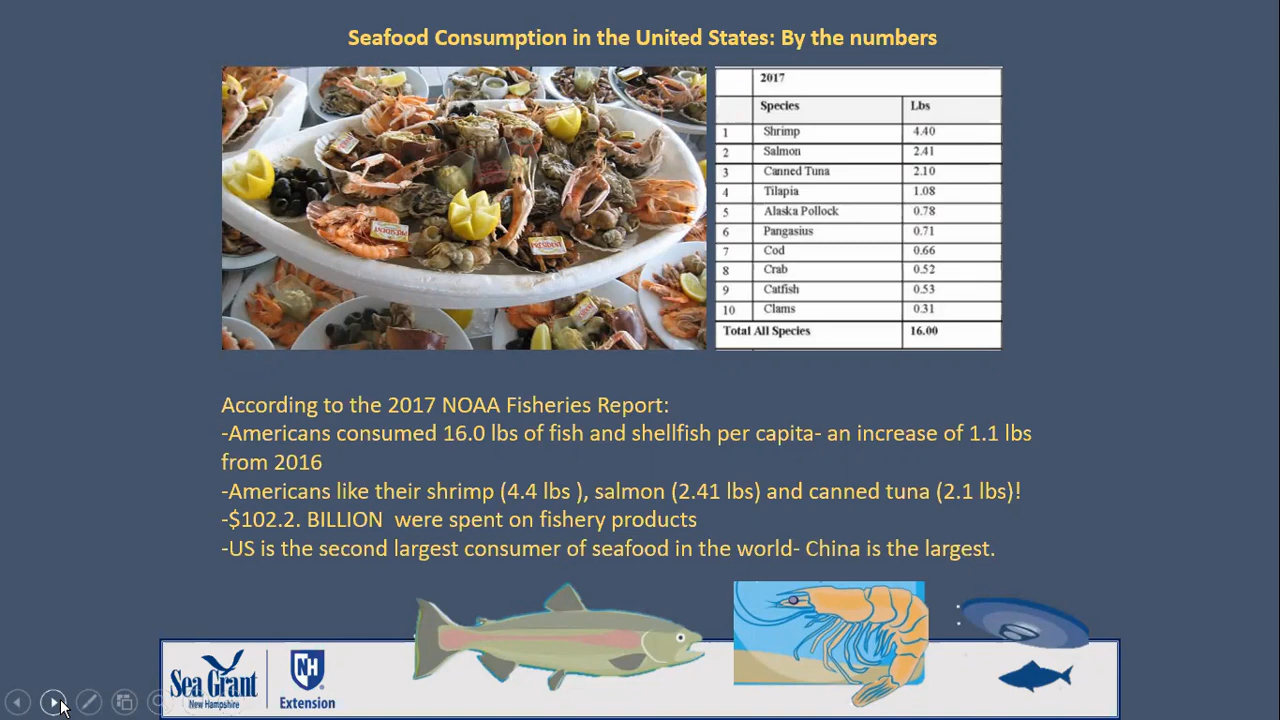 Seafood Consumption in the United States: By the numbers
2017
Species Lbs
1 Shrimp 4.40
2 Salmon 2.41
3 Canned Tuna 2.10
4 Tilapia 1.08
5 Alaska Pollock 0.78
6 Pangasius 0.71
7 Cod 0.66
8 Crab 0.52
9 Catfish 0.53
10 Clams 0.31
Total All Species 16.00
According to the 2017 NOAA Fisheries Report:
-Americans consumed 16.0 lbs of fish and shellfish per capita- an increase of 1.1 lbs
from 2016
-Americans like their shrimp (4.4 lbs ), salmon (2.41 lbs) and canned tuna (2.1 lbs)!
-$102.2. BILLION were spent on fishery products
-US is the second largest consumer of seafood in the world- China is the largest.
Sea Grant
New Hampshire
NH
Extension